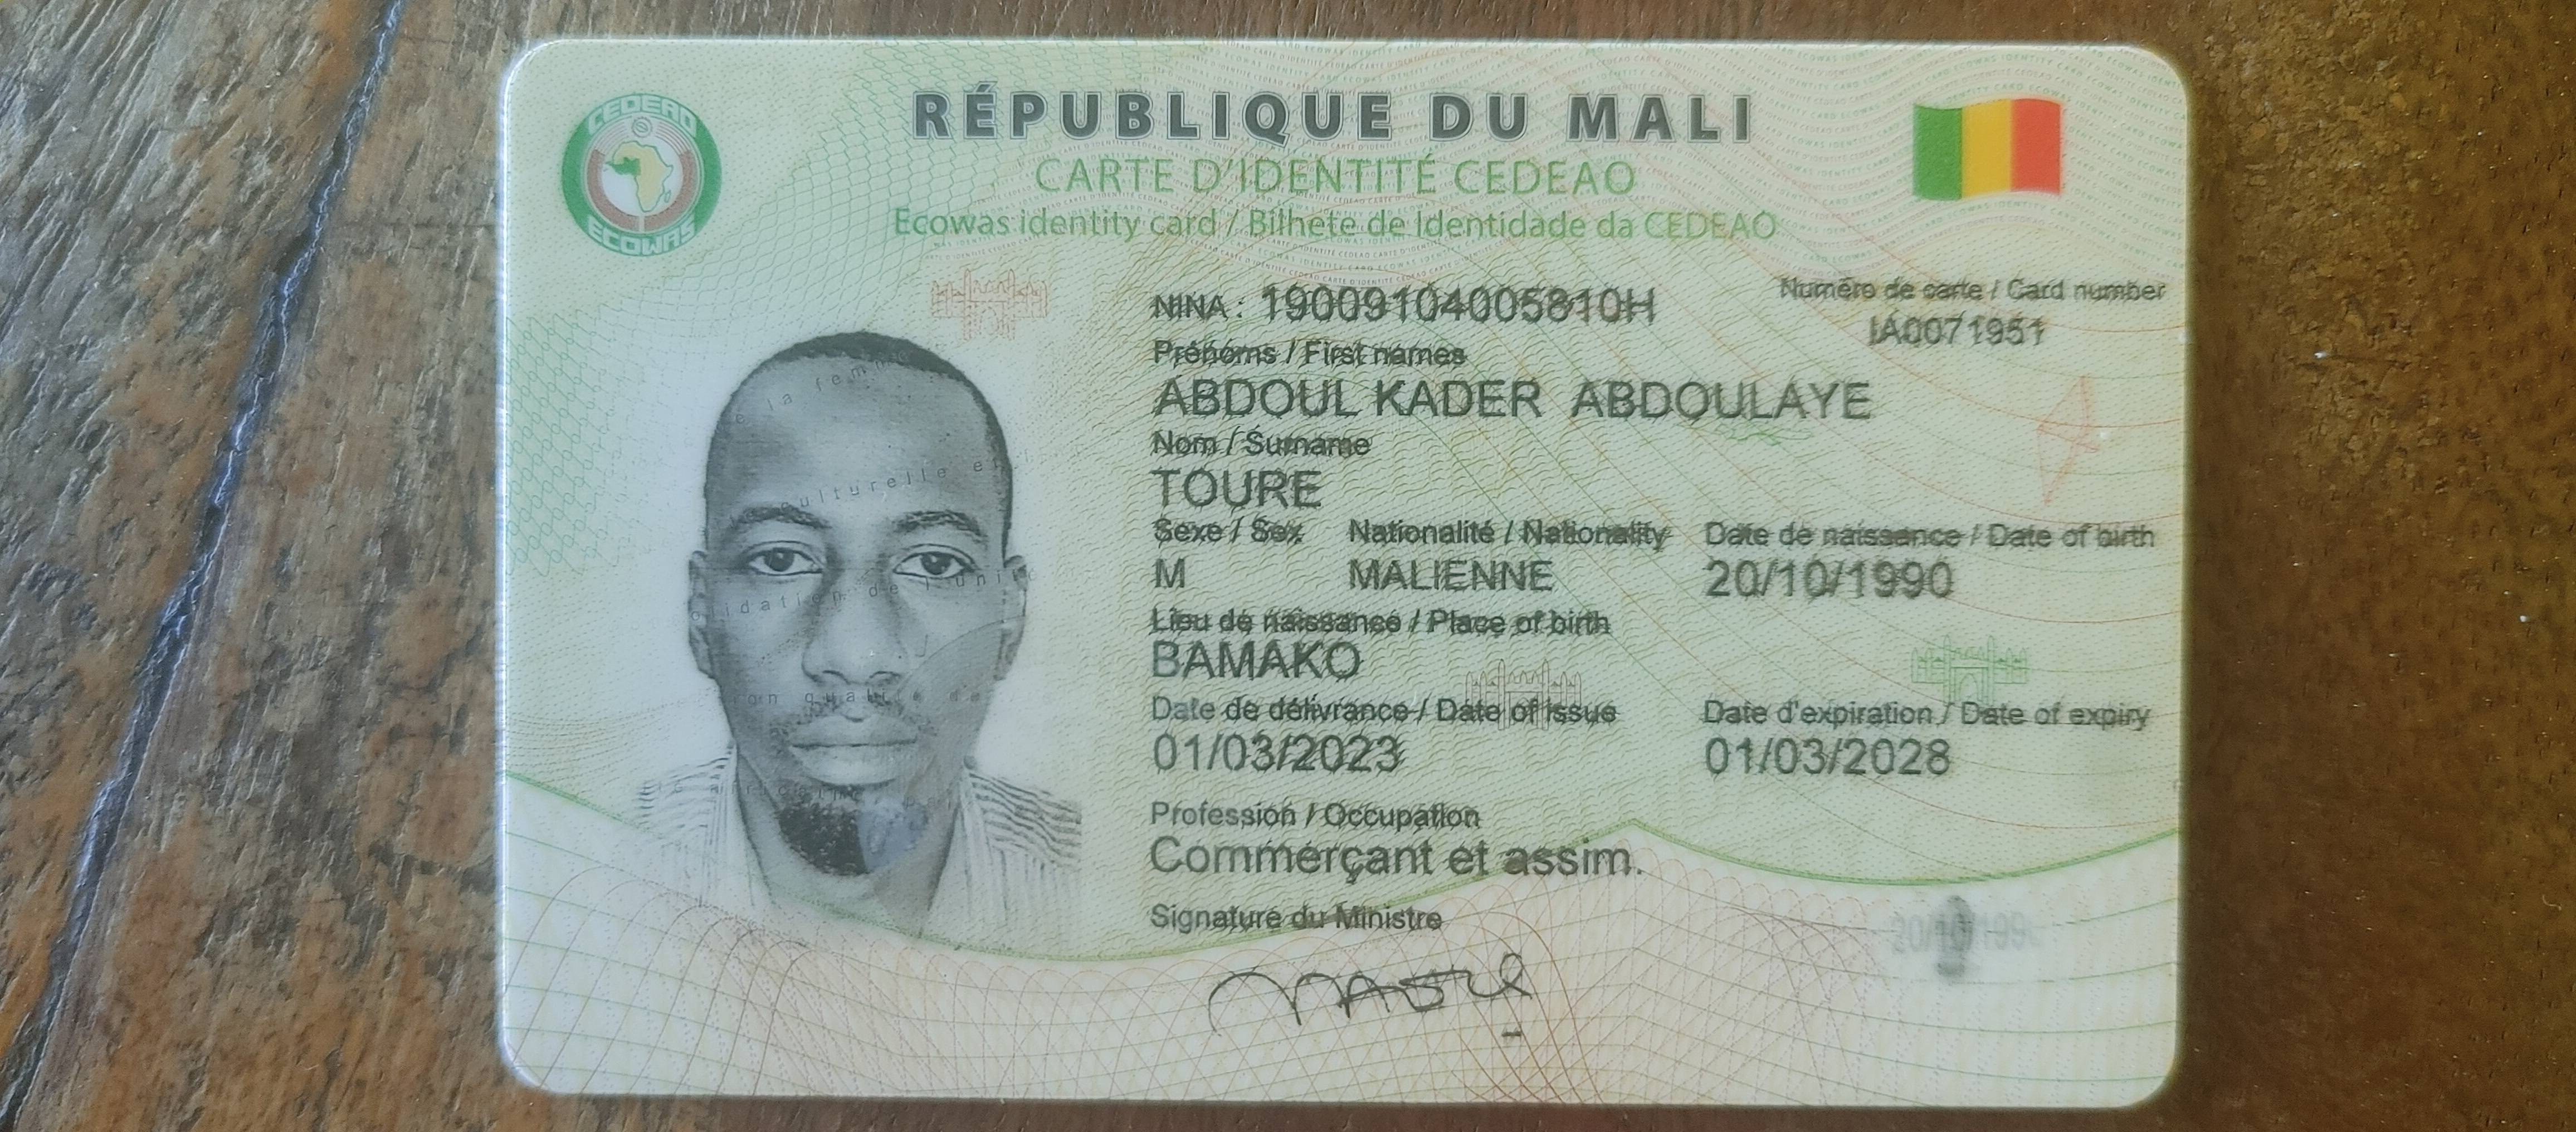 CEDEAO
ECOWAS
RÉPUBLIQUE DU MALI
CARTE D'IDENTITÉ CEDEAO
Ecowas identity card / Bilhete de Identidade da CEDEAO
NINA : 19009104005810H
Numéro de carte / Card number
IA0071951
Prénoms / First names
ABDOUL KADER ABDOULAYE
Nom / Surname
TOURE
Sexe / Sex Nationalité / Nationality Date de naissance / Date of birth
M MALIENNE 20/10/1990
Lieu de naissance / Place of birth
BAMAKO
Date de délivrance / Date of issue Date d'expiration / Date of expiry
01/03/2023 01/03/2028
Profession / Occupation
Commerçant et assim.
Signature du Ministre